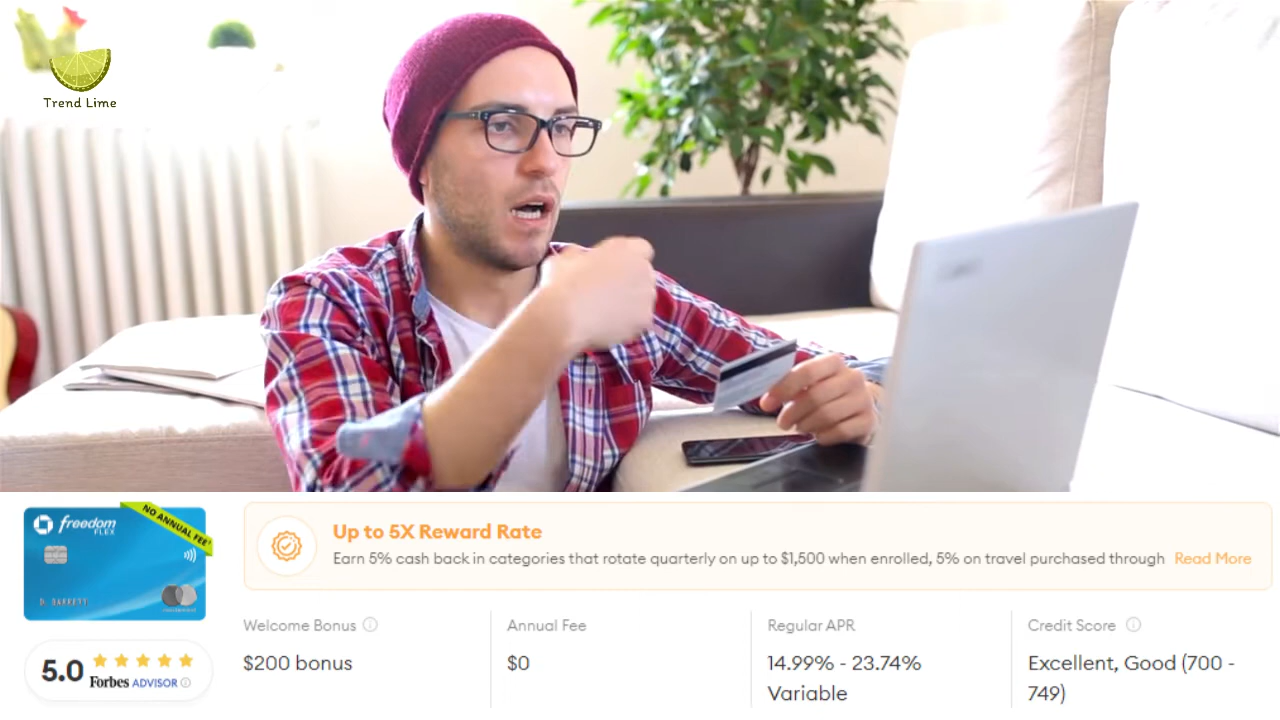 Trend Lime
freedom
FLEX
NO ANNUAL FEE
Up to 5X Reward Rate
Earn 5% cash back in categories that rotate quarterly on up to $1,500 when enrolled, 5% on travel purchased through Read More
Welcome Bonus
$200 bonus
Annual Fee
$0
Regular APR
14.99% - 23.74%
Variable
Credit Score
Excellent, Good (700 -
749)
D. BARRETT
5.0
Forbes ADVISOR